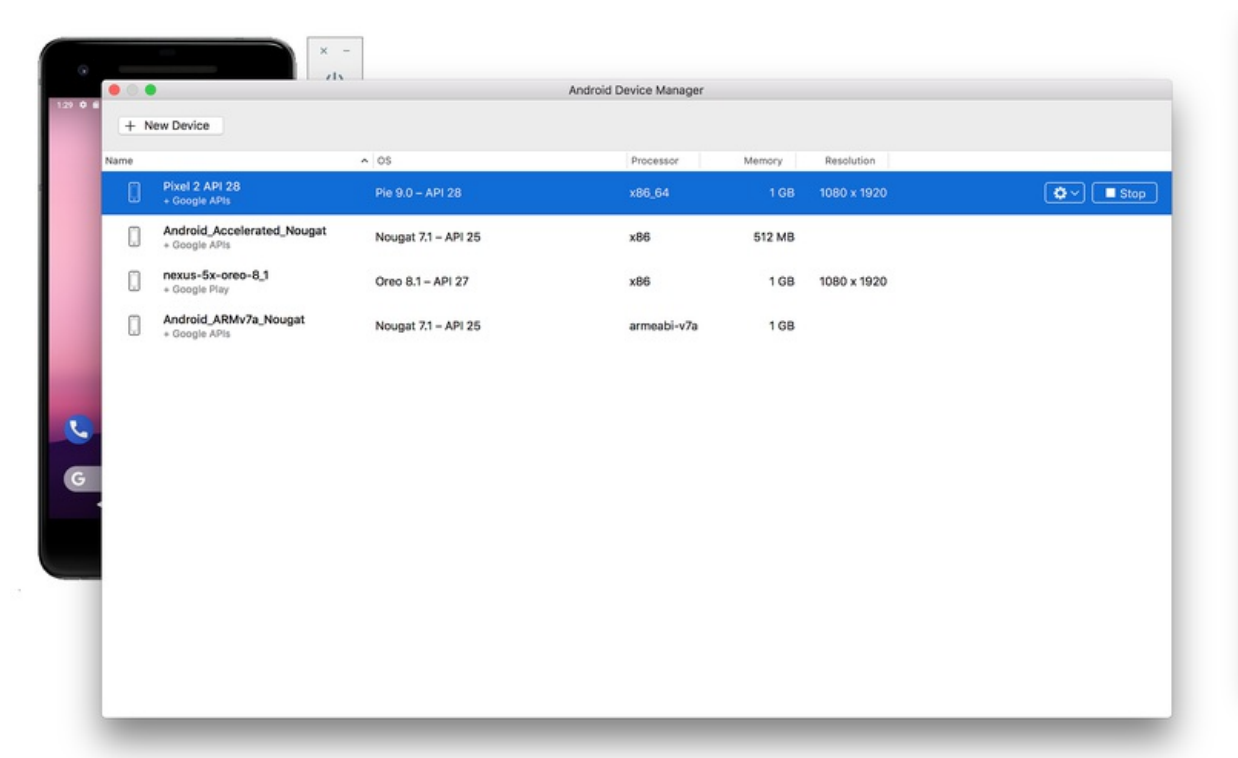 1:29
Android Device Manager
+ New Device
Name OS Processor Memory Resolution
Pixel 2 API 28
+ Google APIs
Pie 9.0 – API 28 x86_64 1 GB 1080 x 1920 Stop
Android_Accelerated_Nougat
+ Google APIs
Nougat 7.1 – API 25 x86 512 MB
nexus-5x-oreo-8_1
+ Google Play
Oreo 8.1 – API 27 x86 1 GB 1080 x 1920
Android_ARMv7a_Nougat
+ Google APIs
Nougat 7.1 – API 25 armeabi-v7a 1 GB
G